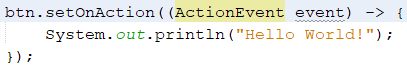 btn.setOnAction((ActionEvent event) -> {
    System.out.println("Hello World!");
});